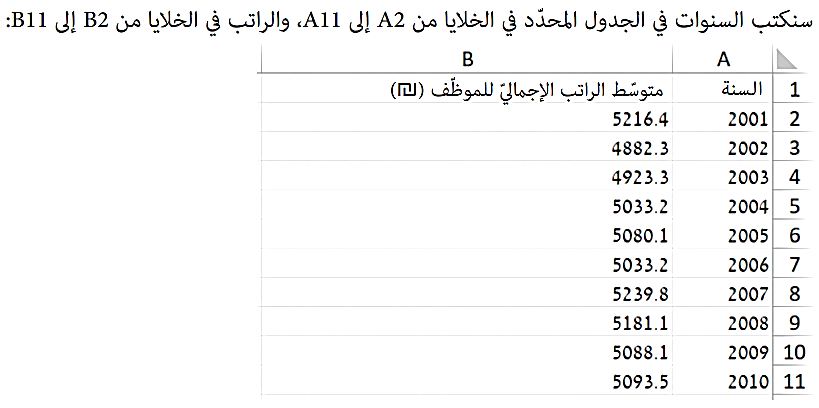 سنكتب السنوات في الجدول المحدّد في الخلايا من A2 إلى A11، والراتب في الخلايا من B2 إلى B11:
A B
1 السنة متوسّط الراتب الإجماليّ للموظّف (₪)
2 2001 5216.4
3 2002 4882.3
4 2003 4923.3
5 2004 5033.2
6 2005 5080.1
7 2006 5033.2
8 2007 5239.8
9 2008 5181.1
10 2009 5088.1
11 2010 5093.5